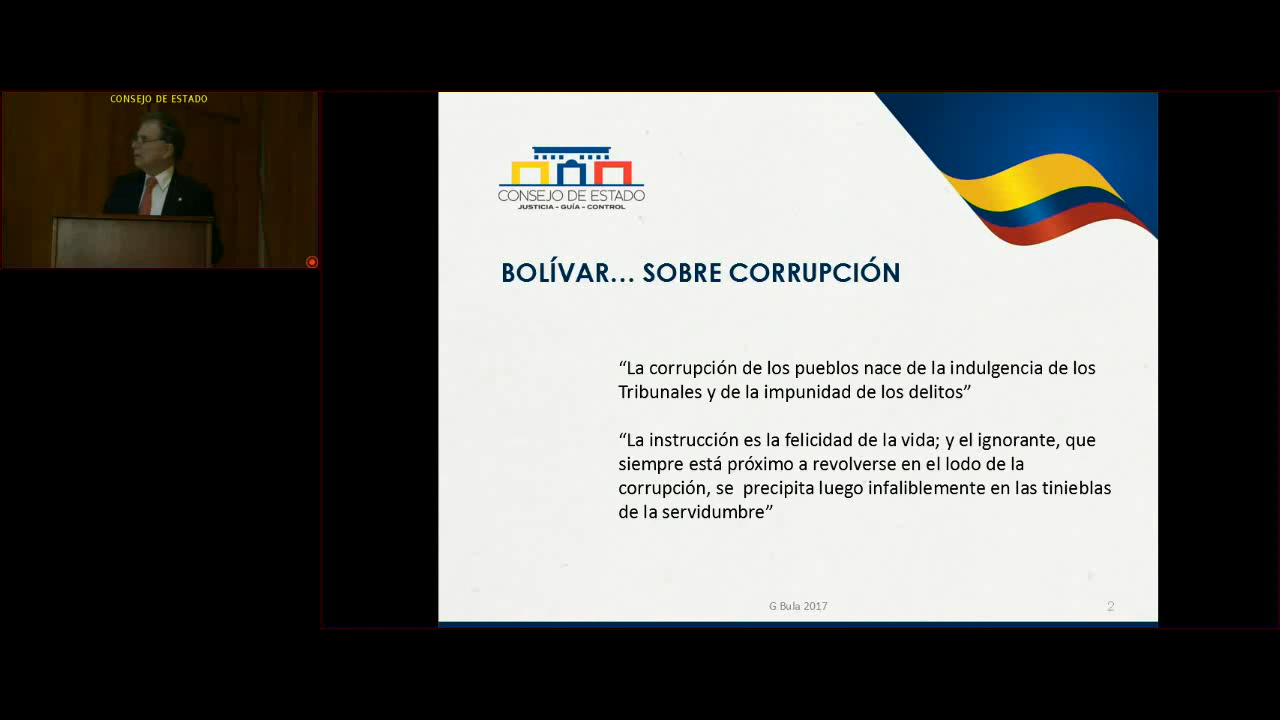 CONSEJO DE ESTADO
CONSEJO DE ESTADO
JUSTICIA - GUÍA - CONTROL
BOLÍVAR... SOBRE CORRUPCIÓN
“La corrupción de los pueblos nace de la indulgencia de los
Tribunales y de la impunidad de los delitos”
“La instrucción es la felicidad de la vida; y el ignorante, que
siempre está próximo a revolverse en el lodo de la
corrupción, se precipita luego infaliblemente en las tinieblas
de la servidumbre”
G Bula 2017
2